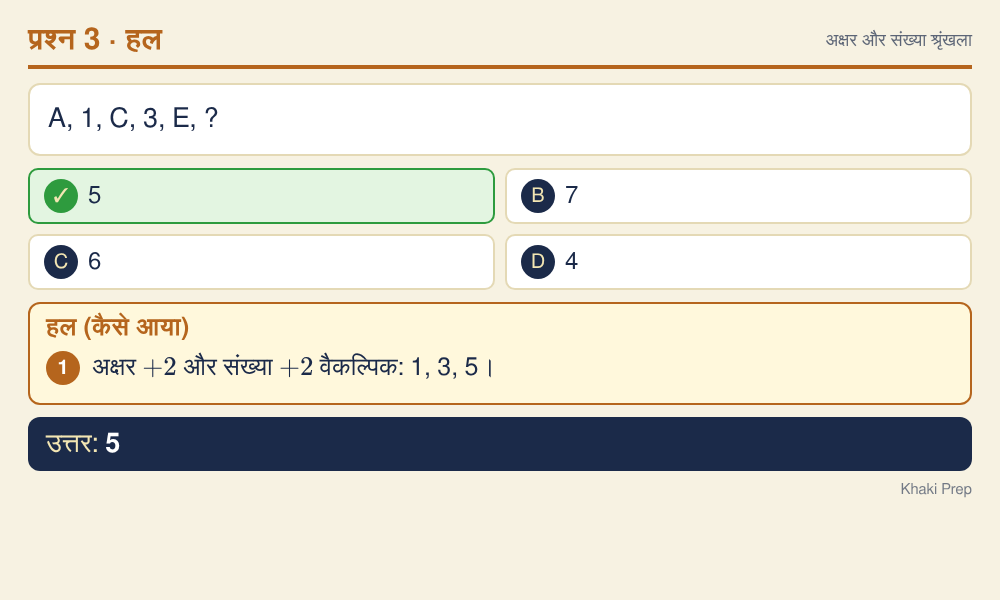 प्रश्न 3 · हल
अक्षर और संख्या श्रृंखला
A, 1, C, 3, E, ?
✓ 5
B 7
C 6
D 4
हल (कैसे आया)
1 अक्षर +2 और संख्या +2 वैकल्पिक: 1, 3, 5।
उत्तर: 5
Khaki Prep